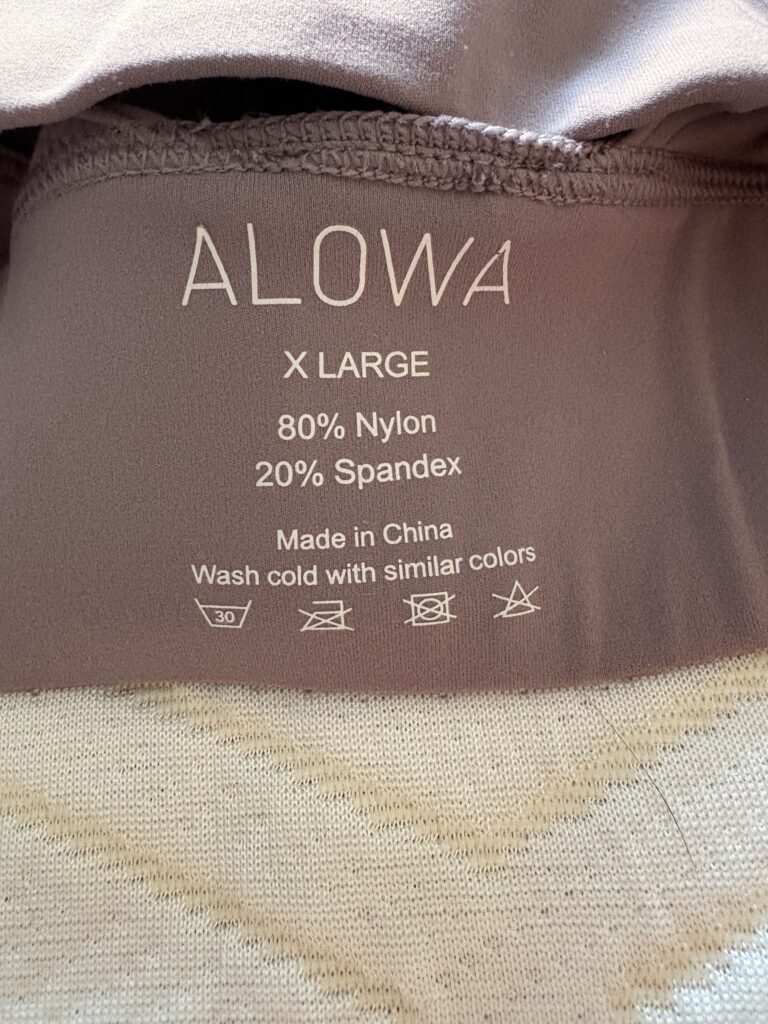 ALOWA
X LARGE
80% Nylon
20% Spandex
Made in China
Wash cold with similar colors
30